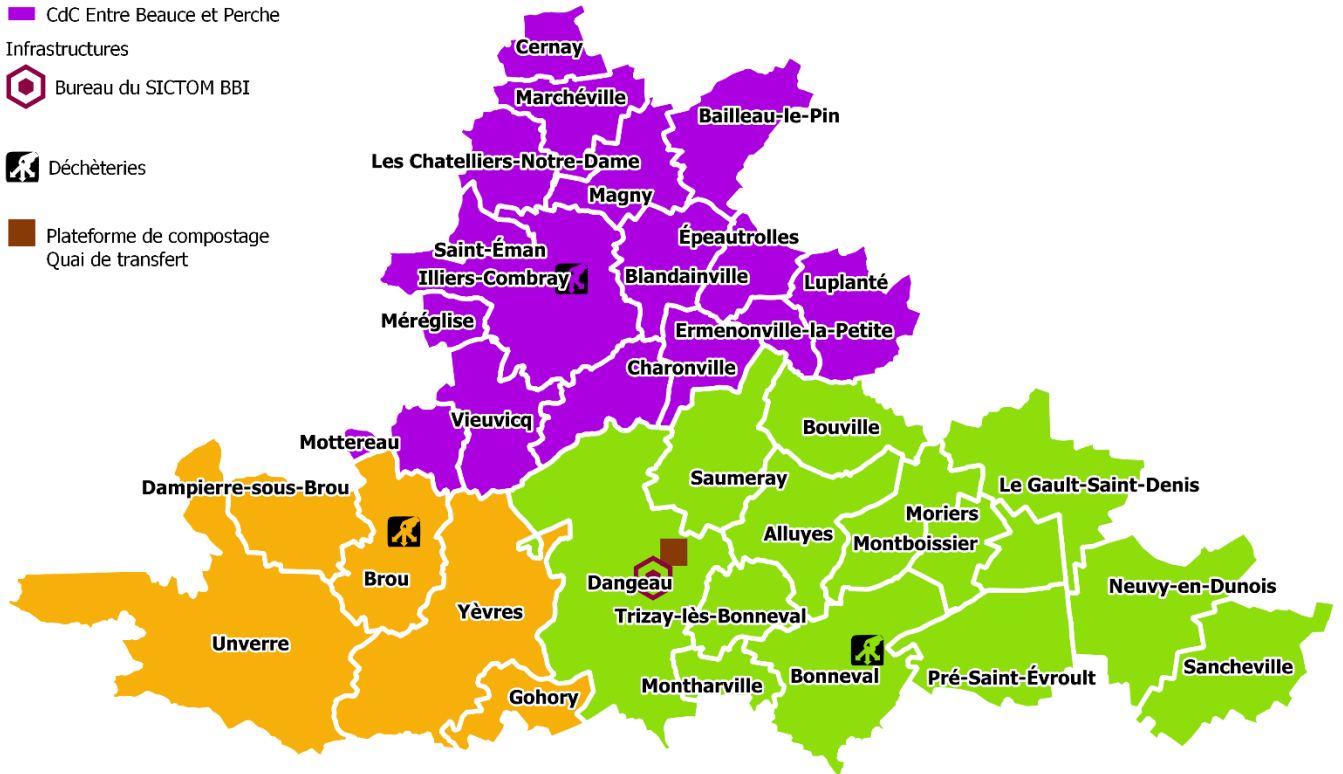 CdC Entre Beauce et Perche
Infrastructures
Bureau du SICTOM BBI
Déchèteries
Plateforme de compostage
Quai de transfert
Cernay
Marchéville
Bailleau-le-Pin
Les Chatelliers-Notre-Dame
Magny
Épeautrolles
Saint-Éman
Blandainville
Illiers-Combray
Luplanté
Méréglise
Ermenonville-la-Petite
Charonville
Vieuvicq
Bouville
Mottereau
Saumeray
Dampierre-sous-Brou
Le Gault-Saint-Denis
Moriers
Alluyes
Montboissier
Brou
Dangeau
Neuvy-en-Dunois
Yèvres
Trizay-lès-Bonneval
Unverre
Sancheville
Bonneval
Pré-Saint-Évroult
Montharville
Gohory